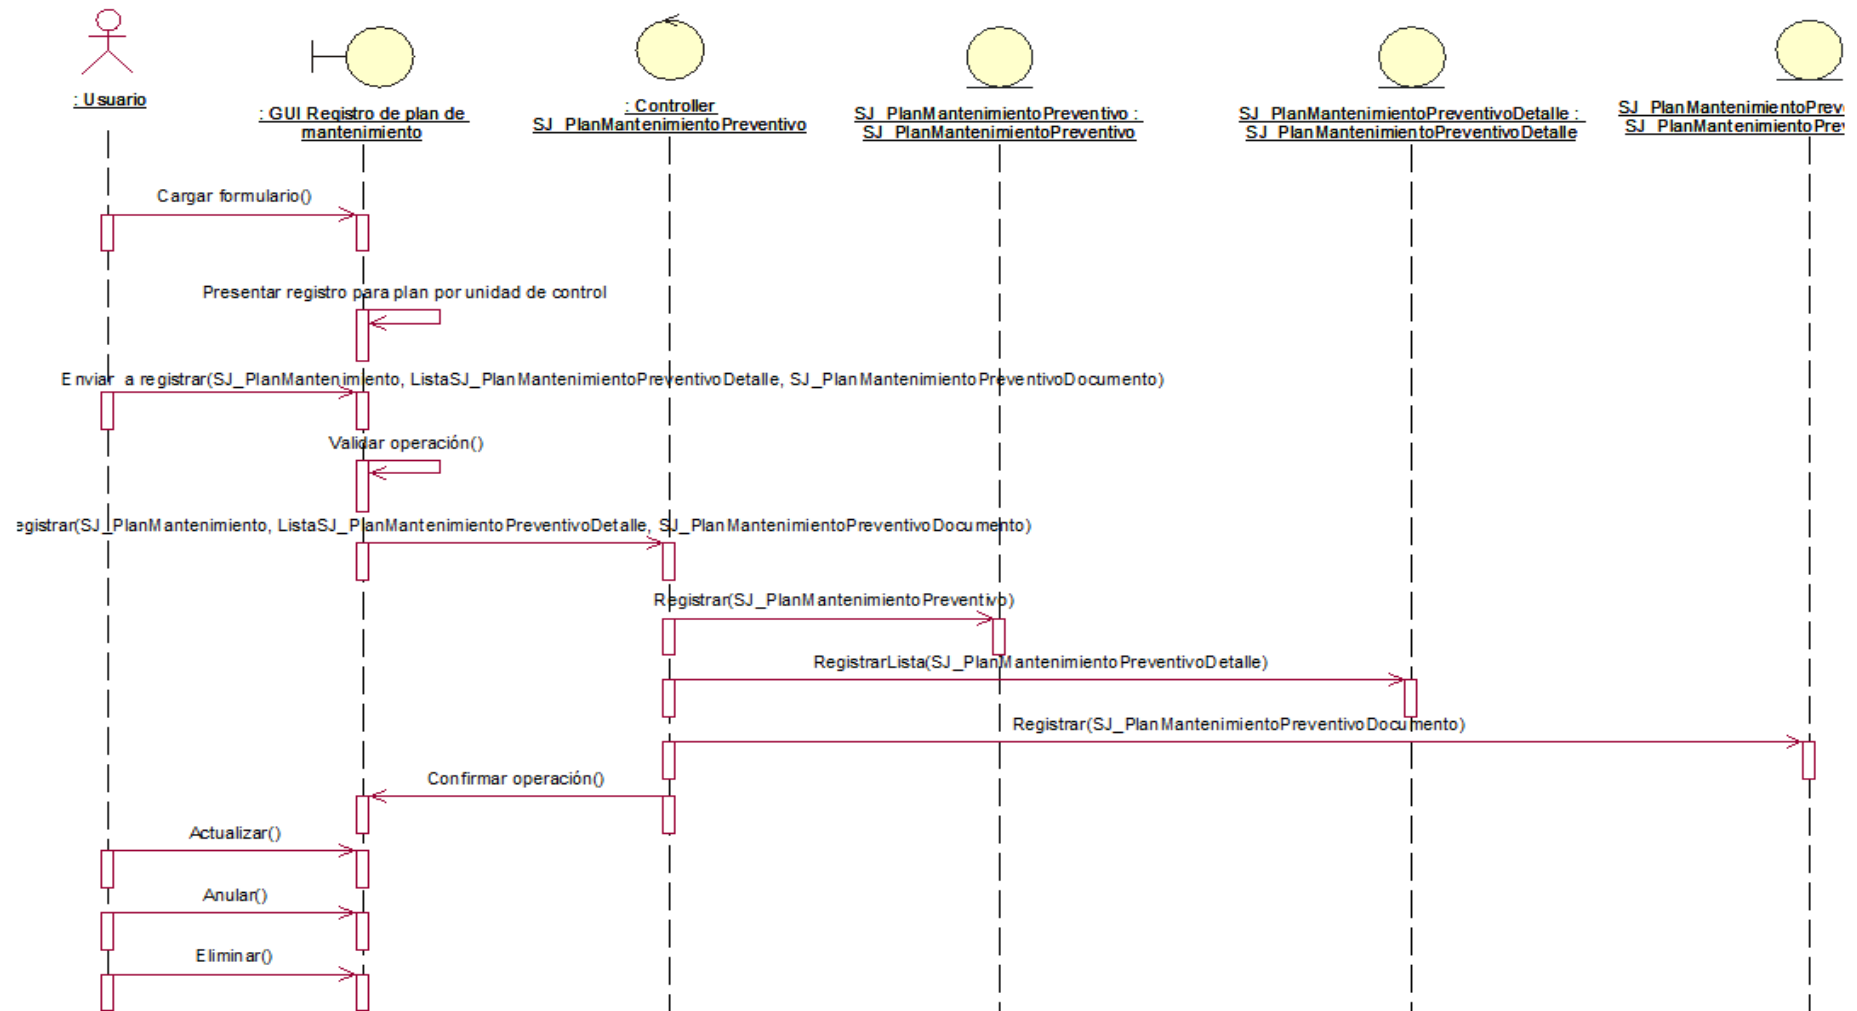 : Usuario
: GUI Registro de plan de
mantenimiento
: Controller
SJ_PlanMantenimientoPreventivo
SJ_PlanMantenimientoPreventivo :
SJ_PlanMantenimientoPreventivo
SJ_PlanMantenimientoPreventivoDetalle :
SJ_PlanMantenimientoPreventivoDetalle
SJ_PlanMantenimientoPrev
SJ_PlanMantenimientoPrev
Cargar formulario()
Presentar registro para plan por unidad de control
Enviar a registrar(SJ_PlanMantenimiento, ListaSJ_PlanMantenimientoPreventivoDetalle, SJ_PlanMantenimientoPreventivoDocumento)
Validar operación()
egistrar(SJ_PlanMantenimiento, ListaSJ_PlanMantenimientoPreventivoDetalle, SJ_PlanMantenimientoPreventivoDocumento)
Registrar(SJ_PlanMantenimientoPreventivo)
RegistrarLista(SJ_PlanMantenimientoPreventivoDetalle)
Registrar(SJ_PlanMantenimientoPreventivoDocumento)
Confirmar operación()
Actualizar()
Anular()
Eliminar()